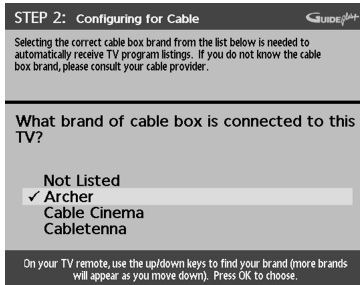 STEP 2: Configuring for Cable
GUIDE plus+
Selecting the correct cable box brand from the list below is needed to
automatically receive TV program listings. If you do not know the cable
box brand, please consult your cable provider.
What brand of cable box is connected to this
TV?
Not Listed
✓ Archer
Cable Cinema
Cabletenna
On your TV remote, use the up/down keys to find your brand (more brands
will appear as you move down). Press OK to choose.